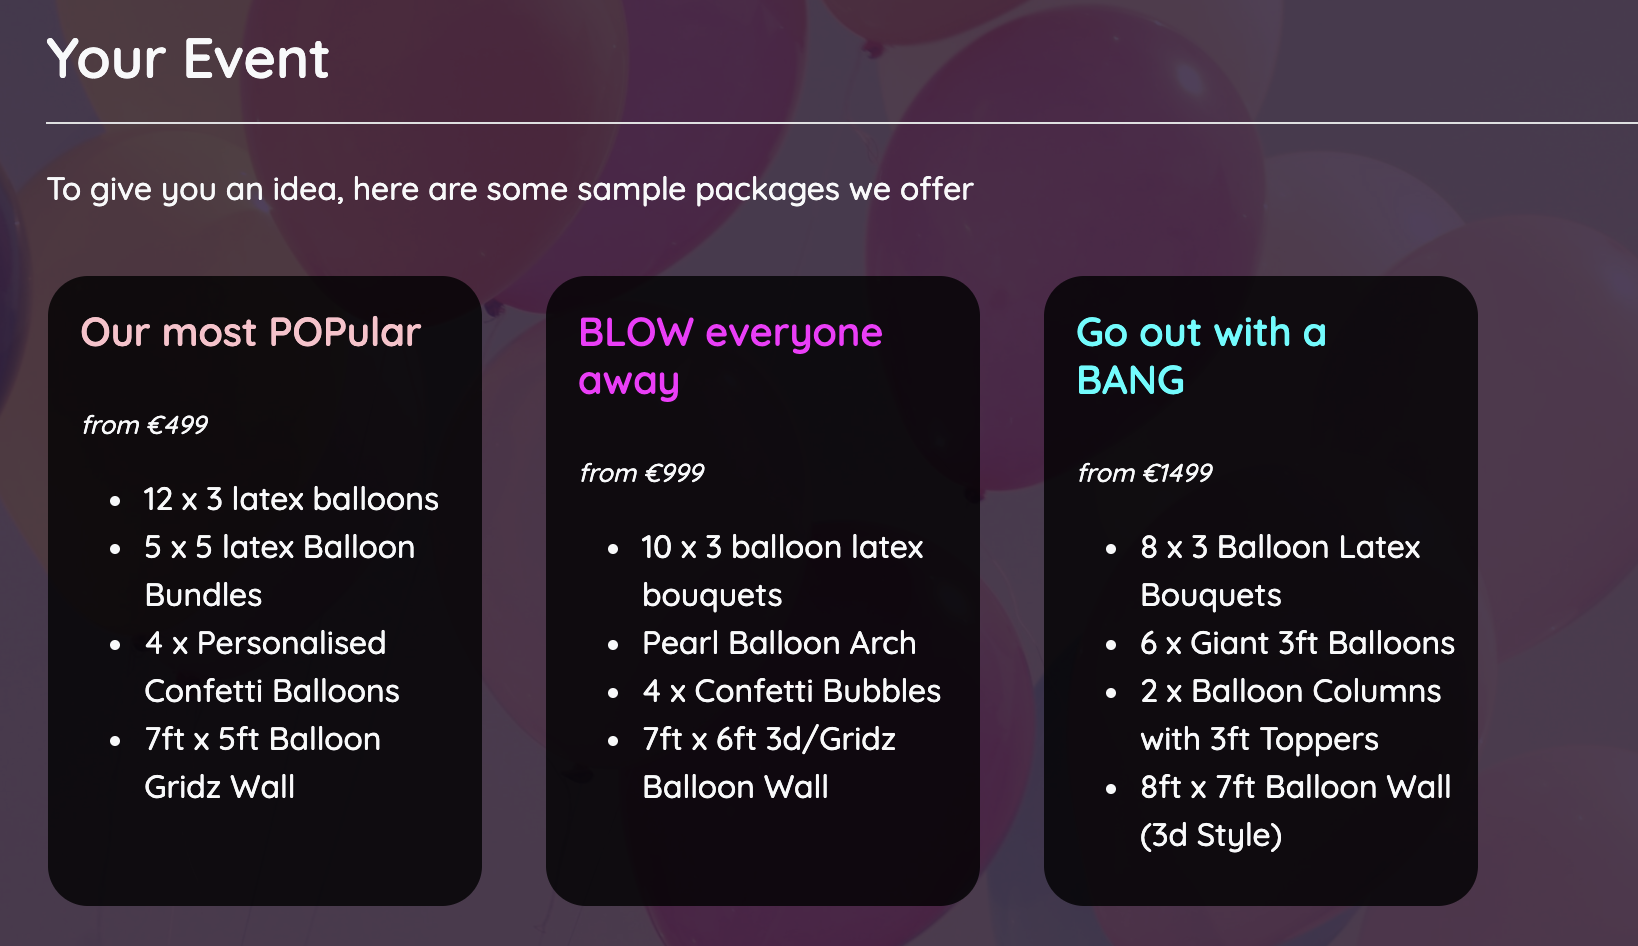 Your Event
To give you an idea, here are some sample packages we offer
Our most POPular
from €499
12 x 3 latex balloons
5 x 5 latex Balloon
Bundles
4 x Personalised
Confetti Balloons
7ft x 5ft Balloon
Gridz Wall
BLOW everyone
away
from €999
10 x 3 balloon latex
bouquets
Pearl Balloon Arch
4 x Confetti Bubbles
7ft x 6ft 3d/Gridz
Balloon Wall
Go out with a
BANG
from €1499
8 x 3 Balloon Latex
Bouquets
6 x Giant 3ft Balloons
2 x Balloon Columns
with 3ft Toppers
8ft x 7ft Balloon Wall
(3d Style)